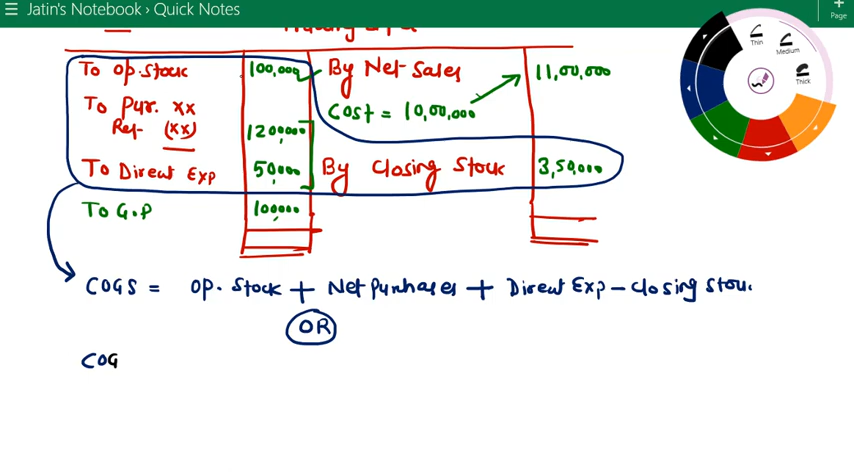 Jatin's Notebook › Quick Notes
Page
To Op. Stock 100,000 By Net Sales 11,00,000
Thin
Medium
Thick
To Pur. xx
Cost = 10,00,000
Ret- (xx) 1200000
To Direct Exp 50,000 By Closing Stock 3,50,000
To G.P 100000
COGS = Op. Stock + Net Purchases + Direct Exp - Closing Stock
OR
COG